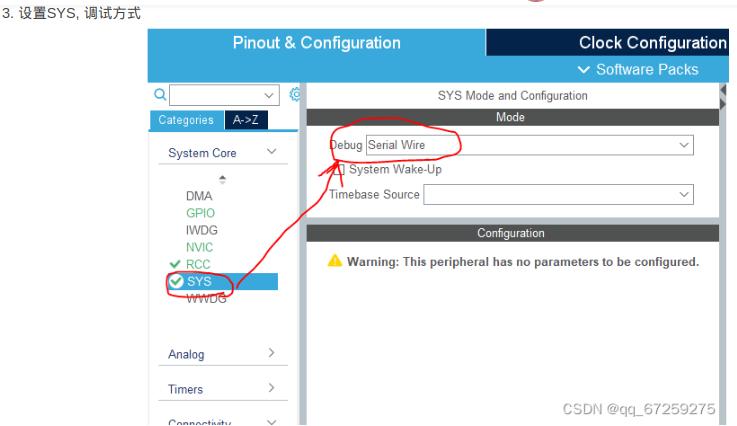 3. 设置SYS, 调试方式
Pinout & Configuration
Clock Configuration
Software Packs
SYS Mode and Configuration
Categories
A->Z
Mode
System Core
Debug Serial Wire
System Wake-Up
DMA
Timebase Source
GPIO
IWDG
Configuration
NVIC
RCC
Warning: This peripheral has no parameters to be configured.
SYS
WWDG
Analog
Timers
Connectivity
CSDN @qq_67259275